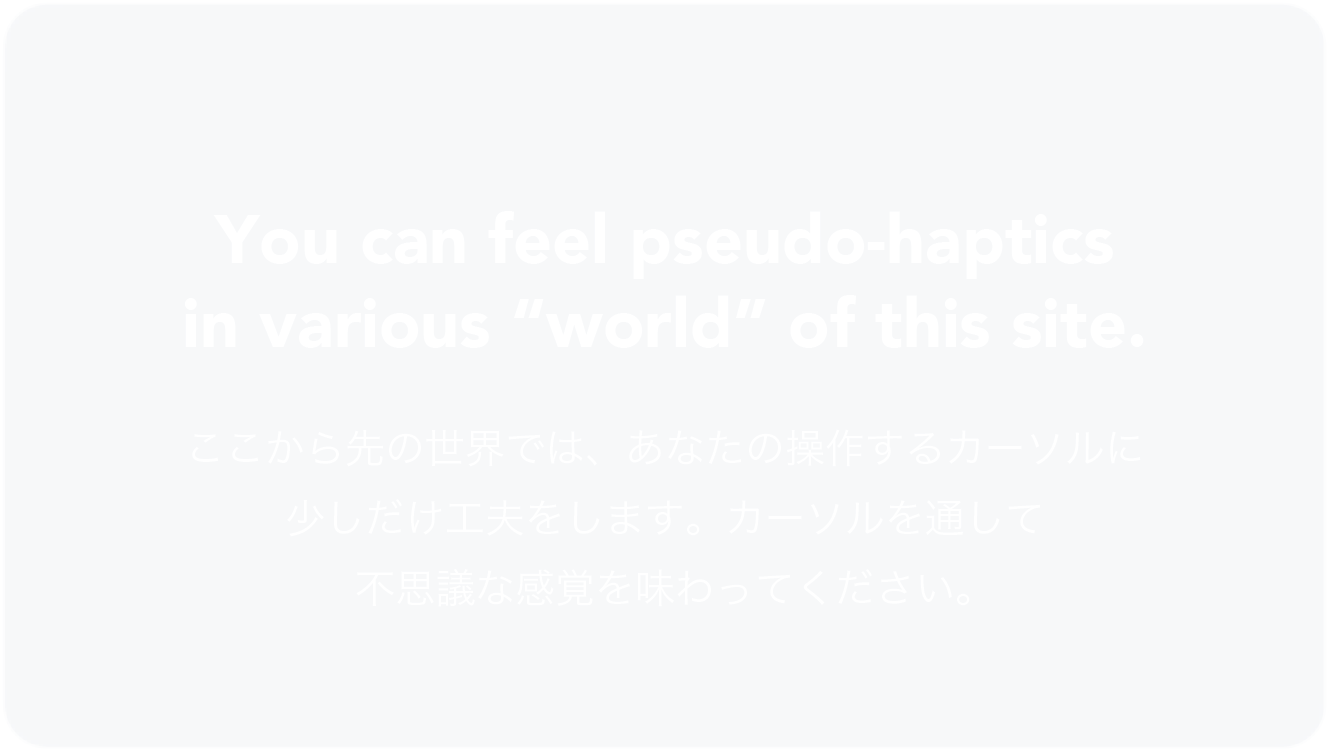 You can feel pseudo-haptics
in various “world” of this site.
ここから先の世界では、あなたの操作するカーソルに
少しだけ工夫をします。カーソルを通して
不思議な感覚を味わってください。